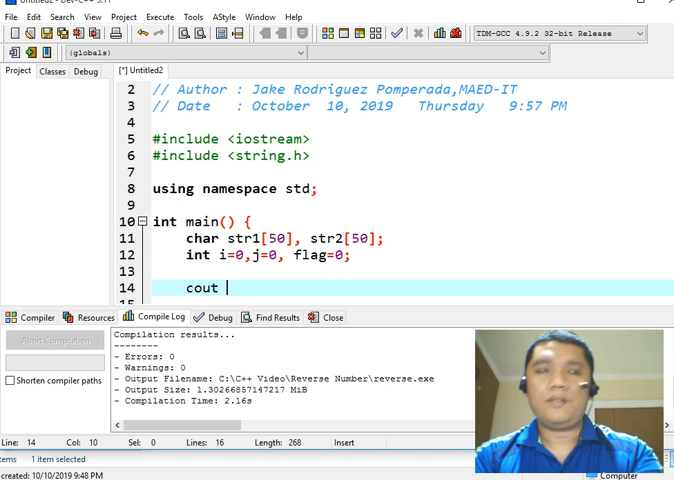 Untitled2 - Dev-C++ 5.11
File Edit Search View Project Execute Tools AStyle Window Help
TDM-GCC 4.9.2 32-bit Release
(globals)
Project Classes Debug [*] Untitled2
2 // Author : Jake Rodriguez Pomperada,MAED-IT
3 // Date : October 10, 2019 Thursday 9:57 PM
4
5 #include <iostream>
6 #include <string.h>
7
8 using namespace std;
9
10 int main() {
11 char str1[50], str2[50];
12 int i=0,j=0, flag=0;
13
14 cout
15
Compiler Resources Compile Log Debug Find Results Close
Abort Compilation
Shorten compiler paths
Compilation results...
--------
- Errors: 0
- Warnings: 0
- Output Filename: C:\C++ Video\Reverse Number\reverse.exe
- Output Size: 1.30266857147217 MiB
- Compilation Time: 2.16s
Line: 14 Col: 10 Sel: 0 Lines: 16 Length: 268 Insert
items 1 item selected
created: 10/10/2019 9:48 PM
Computer